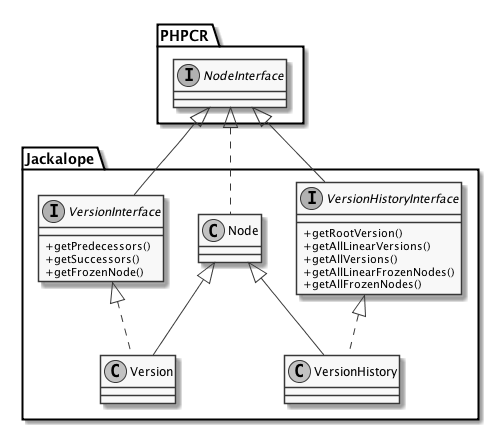 PHPCR
I NodeInterface
Jackalope
I VersionInterface
+getPredecessors()
+getSuccessors()
+getFrozenNode()
C Node
I VersionHistoryInterface
+getRootVersion()
+getAllLinearVersions()
+getAllVersions()
+getAllLinearFrozenNodes()
+getAllFrozenNodes()
C Version
C VersionHistory